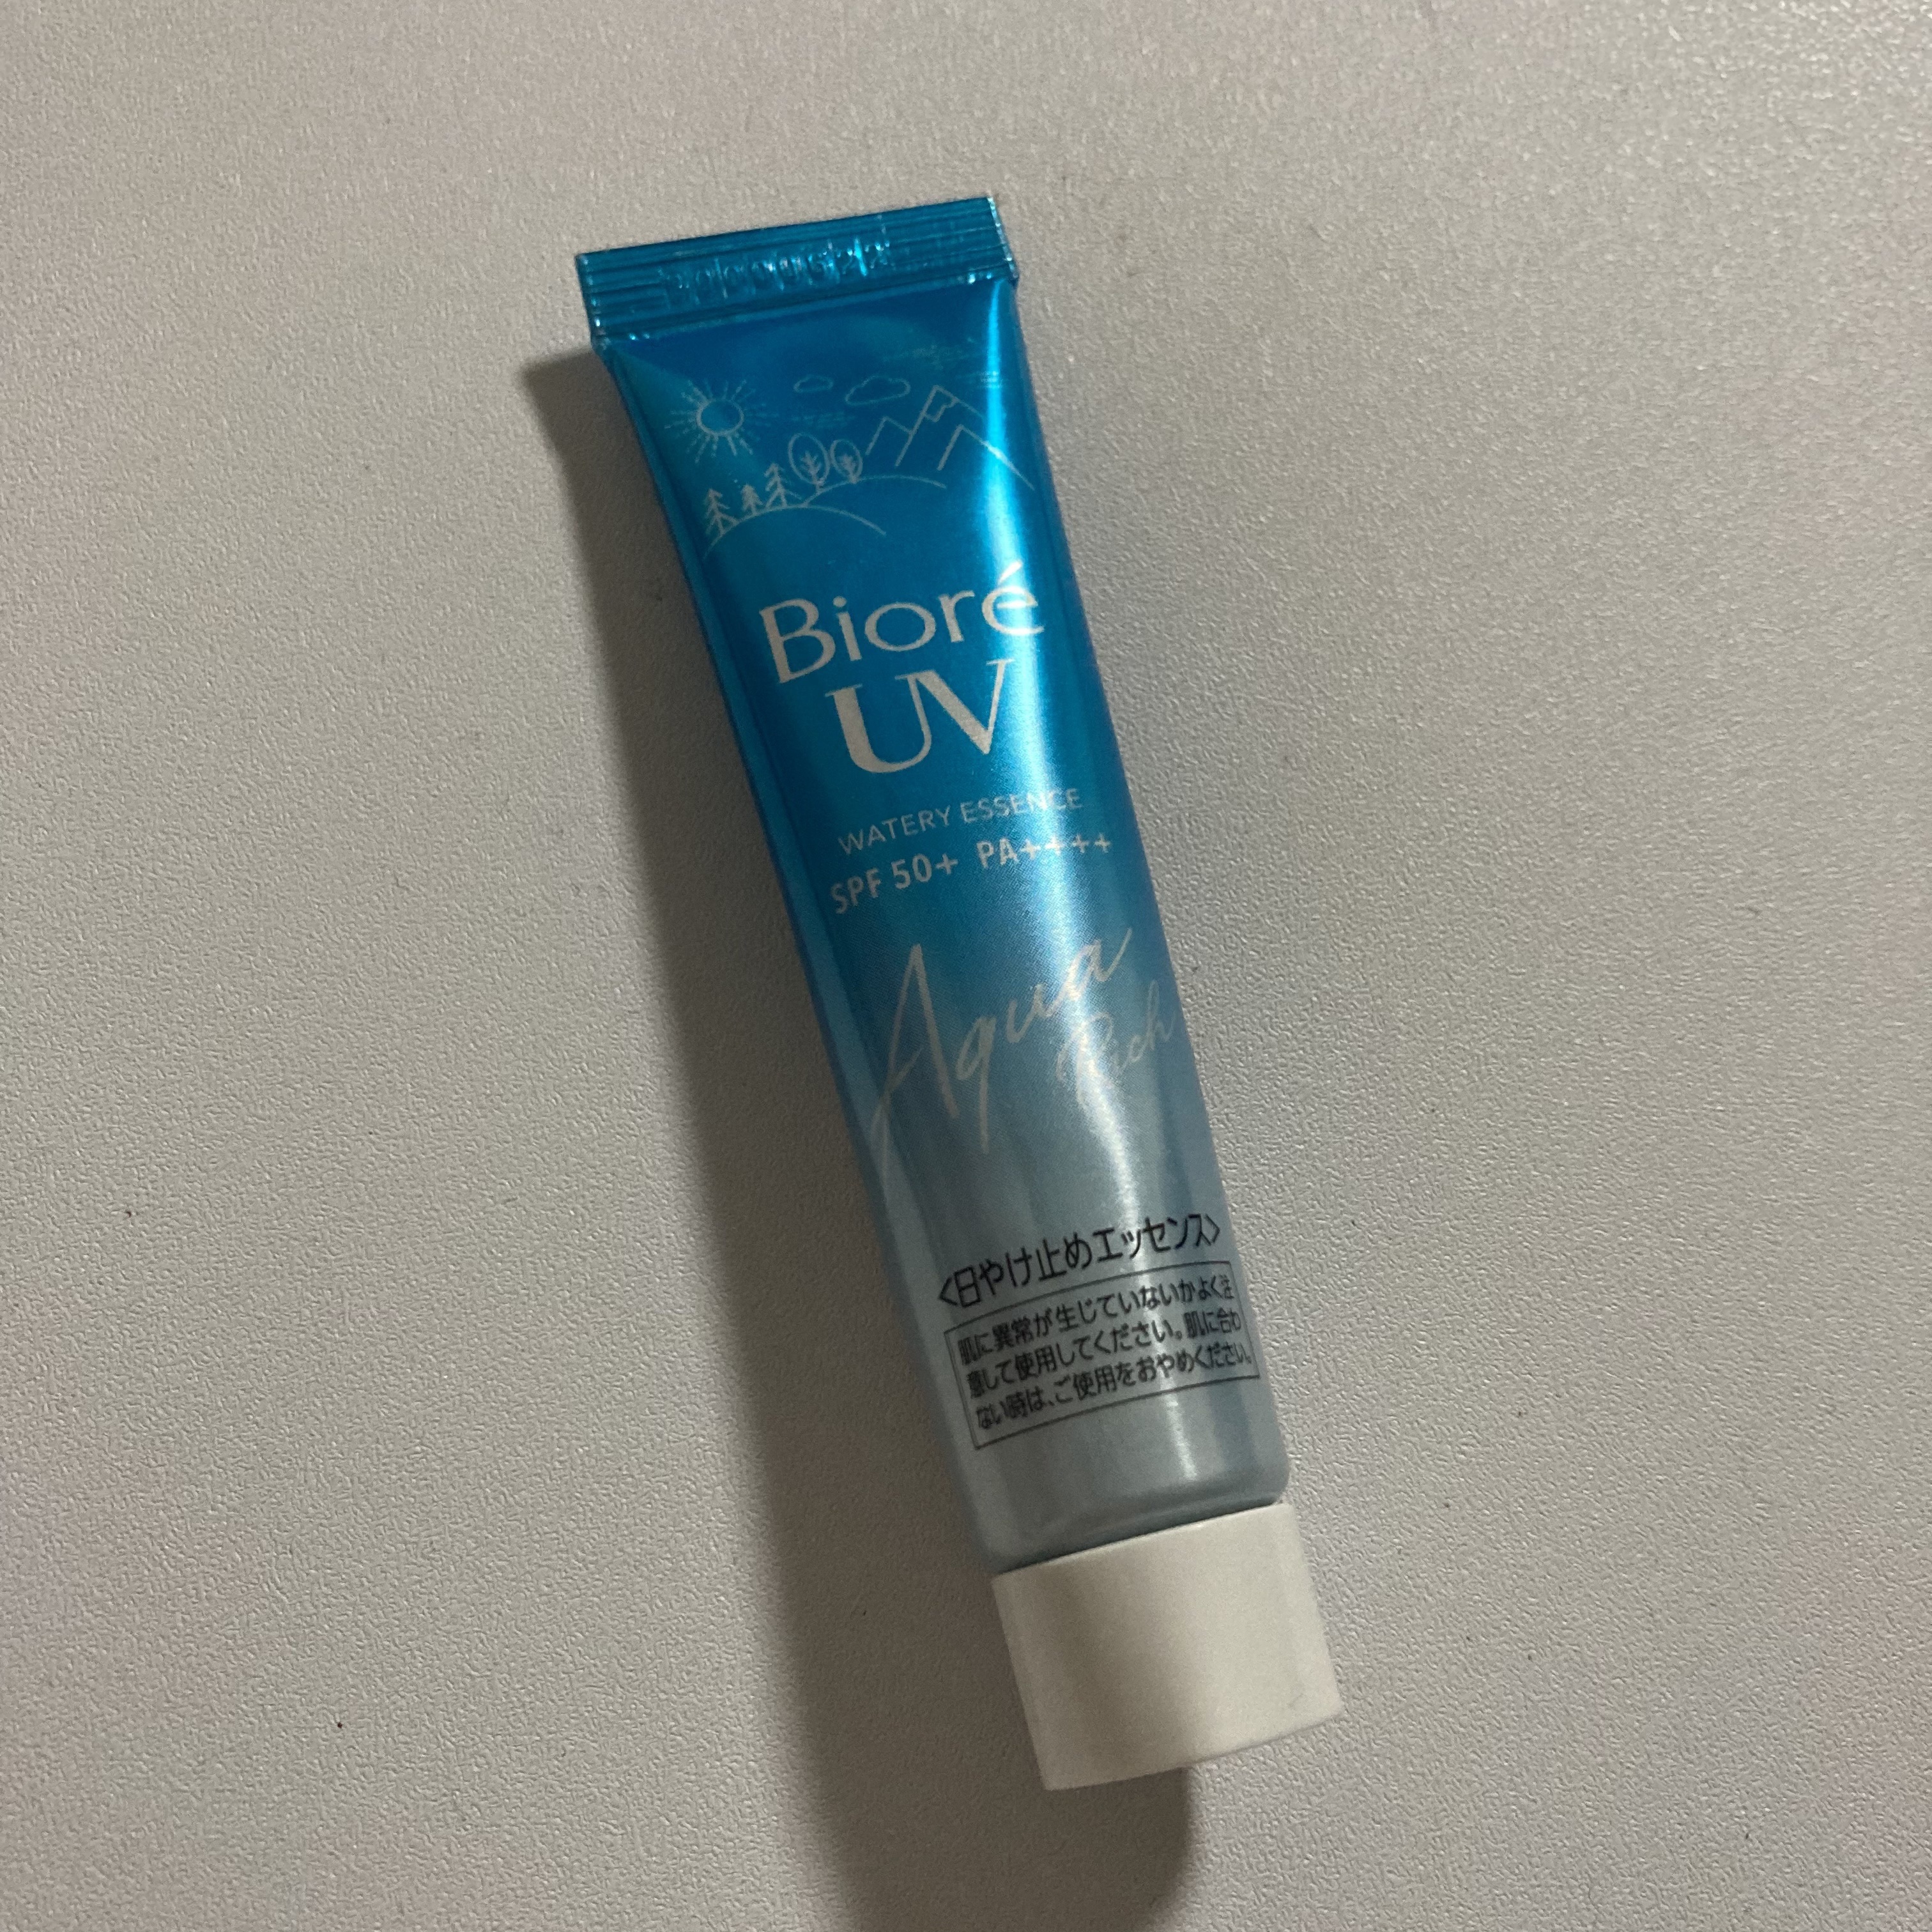 Bioré
UV
WATERY ESSENCE
SPF 50+ PA++++
Aqua
Rich
<日やけ止めエッセンス>
肌に異常が生じていないかよく注
意して使用してください。肌に合わ
ない時は、ご使用をおやめください。